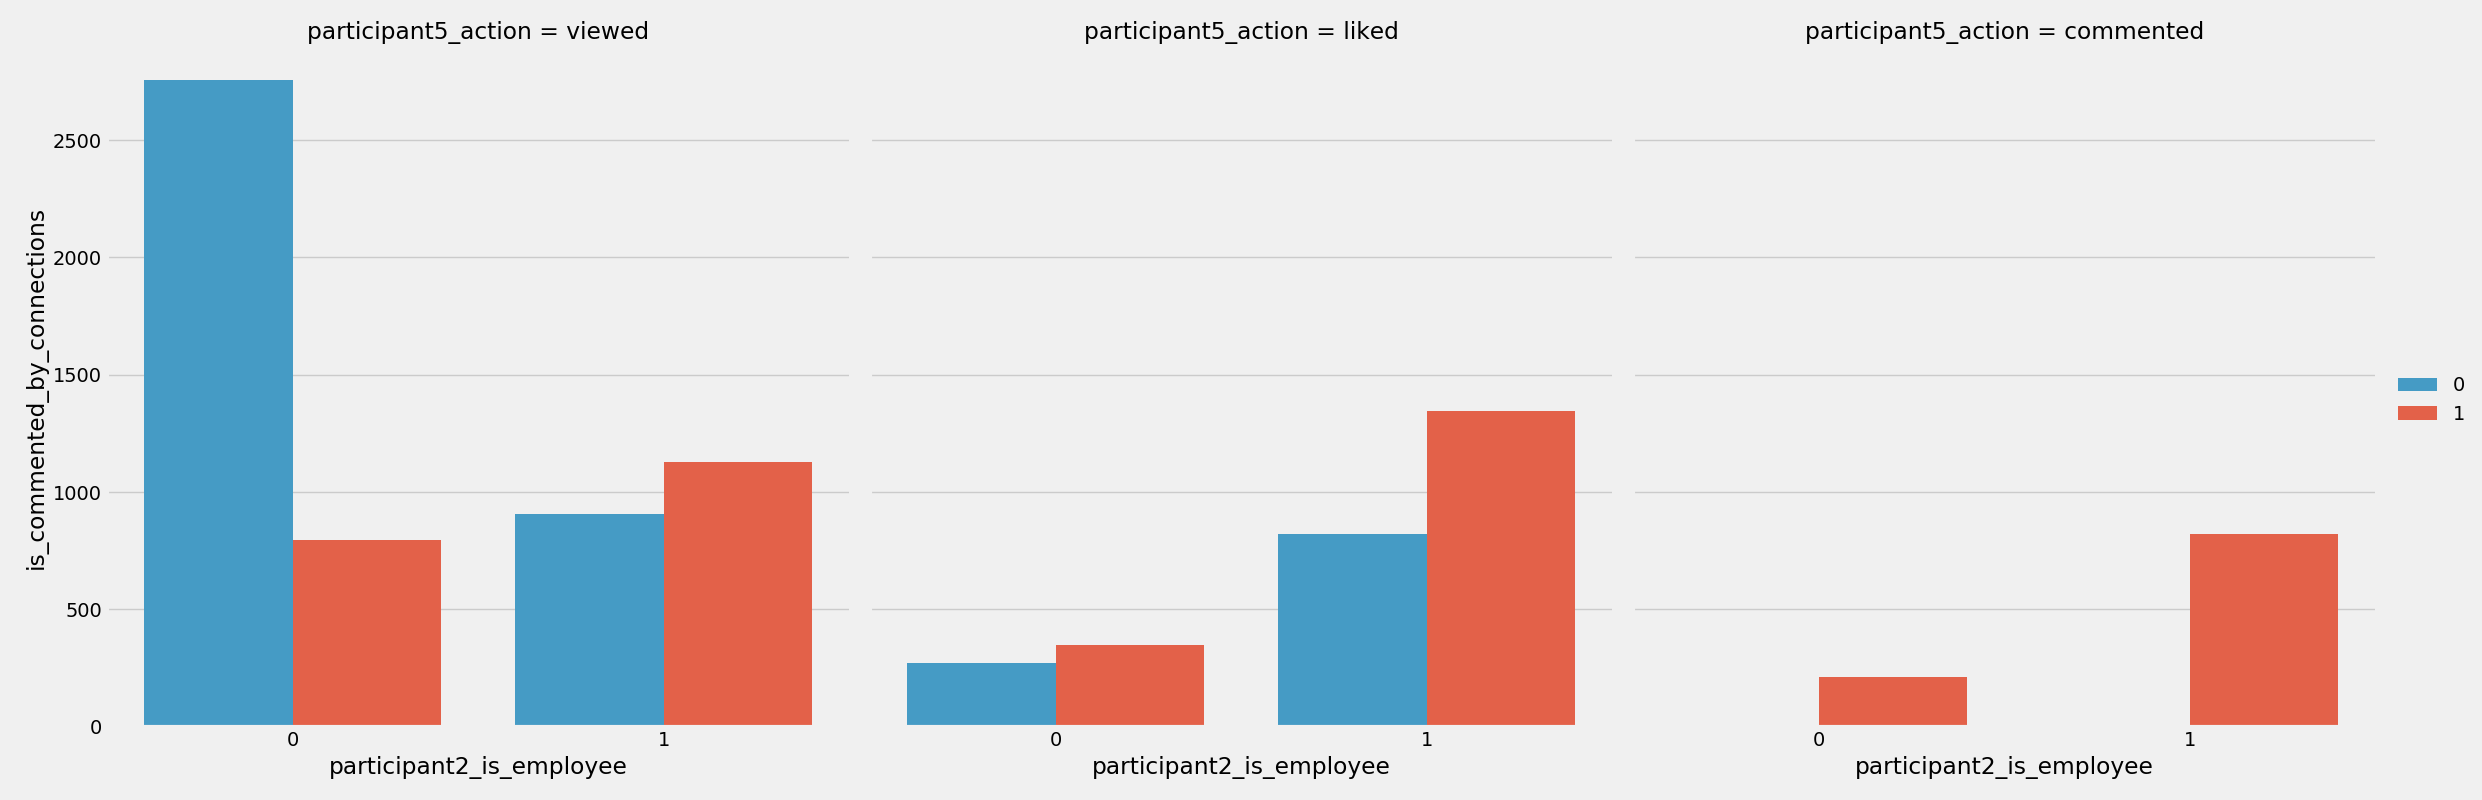 participant5_action = viewed
participant5_action = liked
participant5_action = commented
is_commented_by_connections
2500
2000
1500
1000
500
0
0 1
0 1
0 1
participant2_is_employee
participant2_is_employee
participant2_is_employee
0
1